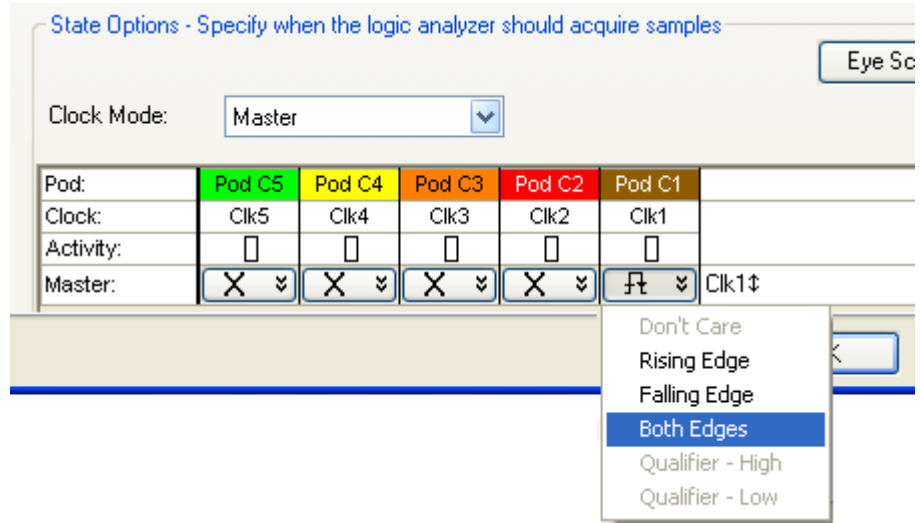 State Options - Specify when the logic analyzer should acquire samples
Eye Sc
Clock Mode: Master
Pod: Pod C5 Pod C4 Pod C3 Pod C2 Pod C1
Clock: Clk5 Clk4 Clk3 Clk2 Clk1
Activity:
Master: X X X X Clk1↕
Don't Care
Rising Edge
Falling Edge
Both Edges
Qualifier - High
Qualifier - Low